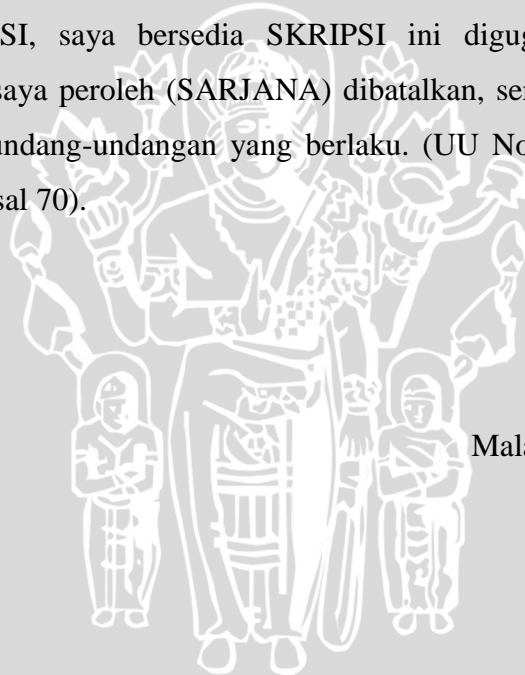 SI, saya bersedia SKRIPSI ini digug
saya peroleh (SARJANA) dibatalkan, ser
undang-undangan yang berlaku. (UU No
sal 70).
Mala